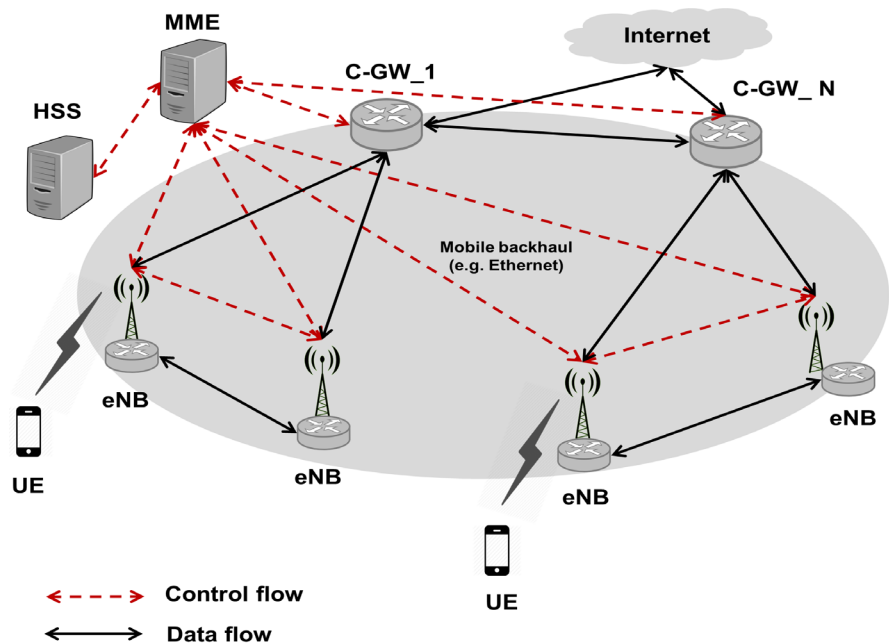 MME
Internet
C-GW_1
C-GW_ N
HSS
Mobile backhaul
(e.g. Ethernet)
eNB
eNB
eNB
eNB
UE
UE
Control flow
Data flow